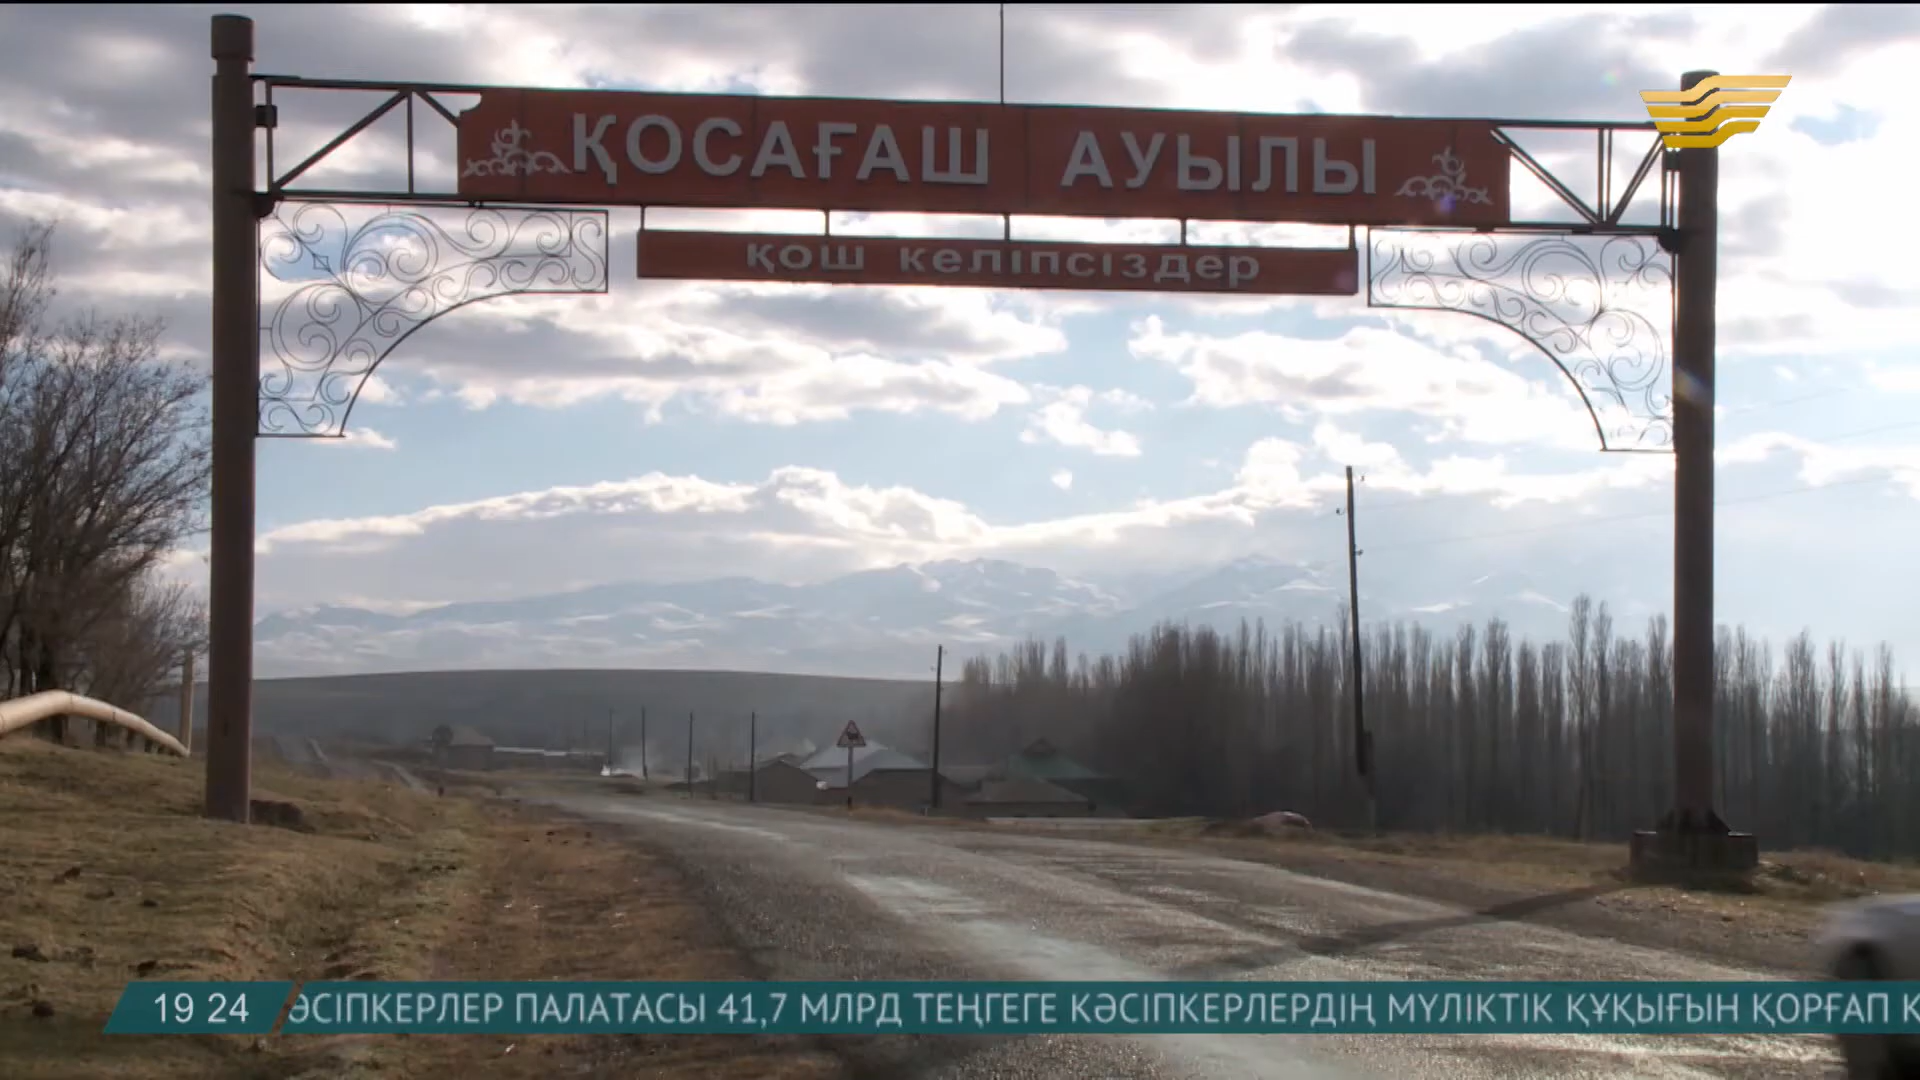 ҚОСАҒАШ АУЫЛЫ
қош келіпсіздер
19 24 ӘСІПКЕРЛЕР ПАЛАТАСЫ 41,7 МЛРД ТЕҢГЕГЕ КӘСІПКЕРЛЕРДІҢ МҮЛІКТІК ҚҰҚЫҒЫН ҚОРҒАП Қ